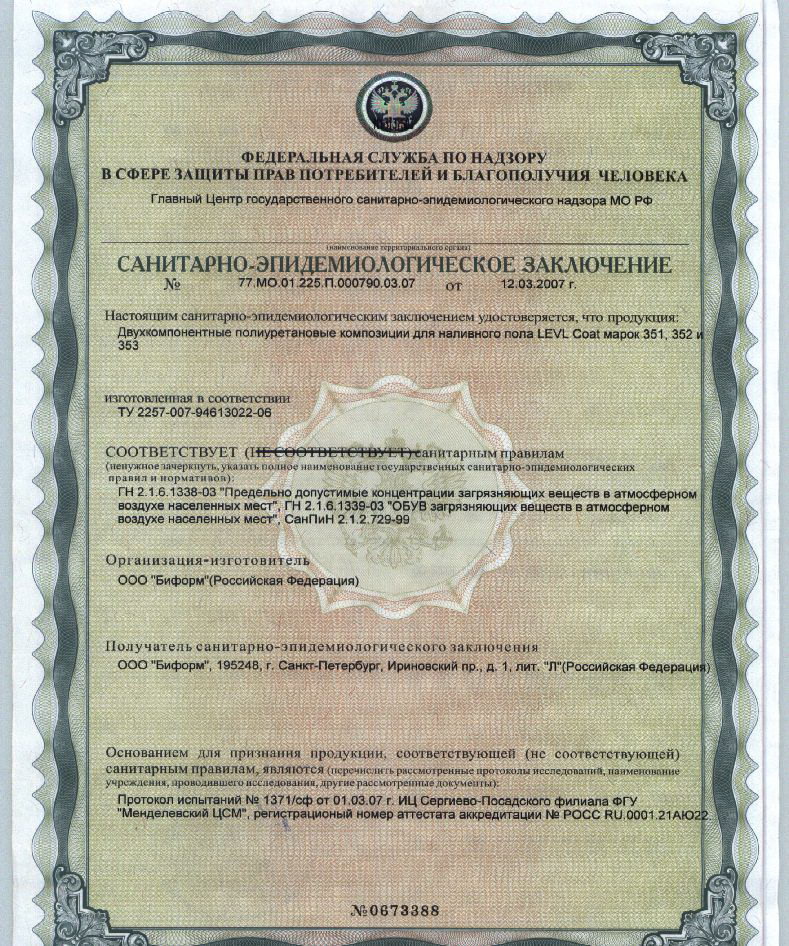 ФЕДЕРАЛЬНАЯ СЛУЖБА ПО НАДЗОРУ
В СФЕРЕ ЗАЩИТЫ ПРАВ ПОТРЕБИТЕЛЕЙ И БЛАГОПОЛУЧИЯ ЧЕЛОВЕКА
Главный Центр государственного санитарно-эпидемиологического надзора МО РФ
(наименование территориального органа)
САНИТАРНО-ЭПИДЕМИОЛОГИЧЕСКОЕ ЗАКЛЮЧЕНИЕ
№ 77.МО.01.225.П.000790.03.07 от 12.03.2007 г.
Настоящим санитарно-эпидемиологическим заключением удостоверяется, что продукция:
Двухкомпонентные полиуретановые композиции для наливного пола LEVL Coat марок 351, 352 и
353
изготовленная в соответствии
ТУ 2257-007-94613022-06
СООТВЕТСТВУЕТ (НЕ СООТВЕТСТВУЕТ) санитарным правилам
(ненужное зачеркнуть, указать полное наименование государственных санитарно-эпидемиологических
правил и нормативов):
ГН 2.1.6.1338-03 "Предельно допустимые концентрации загрязняющих веществ в атмосферном
воздухе населенных мест", ГН 2.1.6.1339-03 "ОБУВ загрязняющих веществ в атмосферном
воздухе населенных мест", СанПиН 2.1.2.729-99
Организация-изготовитель
ООО "Биформ"(Российская Федерация)
Получатель санитарно-эпидемиологического заключения
ООО "Биформ", 195248, г. Санкт-Петербург, Ириновский пр., д. 1, лит. "Л"(Российская Федерация)
Основанием для признания продукции, соответствующей (не соответствующей)
санитарным правилам, являются (перечислить рассмотренные протоколы исследований, наименование
учреждения, проводившего исследования, другие рассмотренные документы):
Протокол испытаний № 1371/сф от 01.03.07 г. ИЦ Сергиево-Посадского филиала ФГУ
"Менделевский ЦСМ", регистрационый номер аттестата аккредитации № РОСС RU.0001.21АЮ22
№0673388